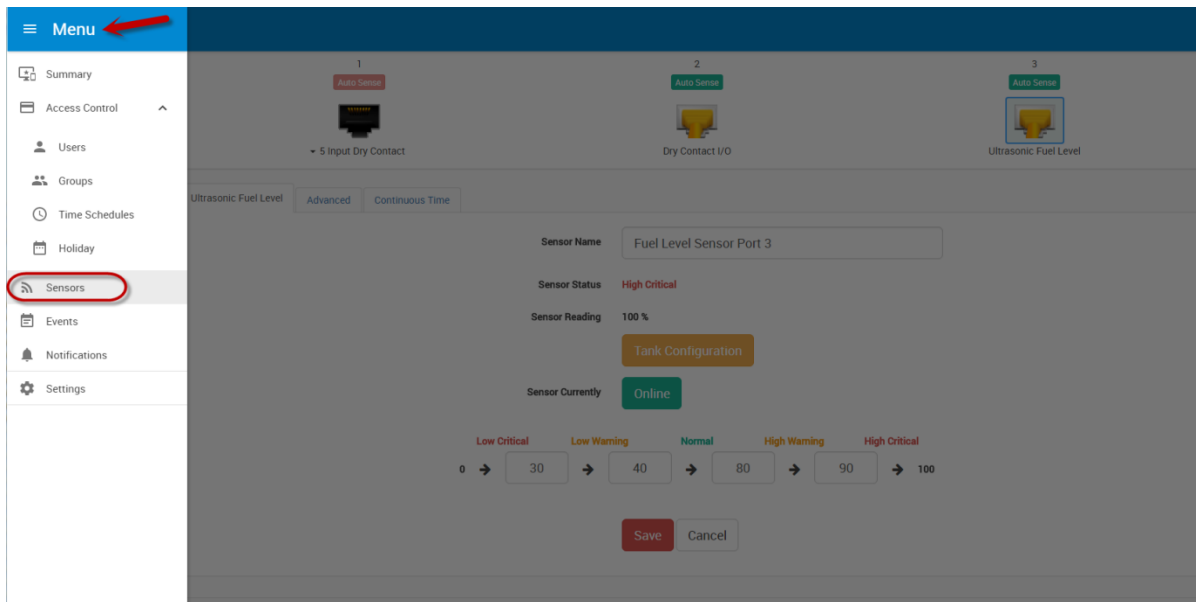 Menu
Summary
Access Control
Users
Groups
Time Schedules
Holiday
Sensors
Events
Notifications
Settings
1 2 3
Auto Sense Auto Sense Auto Sense
5 Input Dry Contact Dry Contact I/O Ultrasonic Fuel Level
Ultrasonic Fuel Level Advanced Continuous Time
Sensor Name Fuel Level Sensor Port 3
Sensor Status High Critical
Sensor Reading 100 %
Tank Configuration
Sensor Currently Online
Low Critical Low Warning Normal High Warning High Critical
0 30 40 80 90 100
Save Cancel